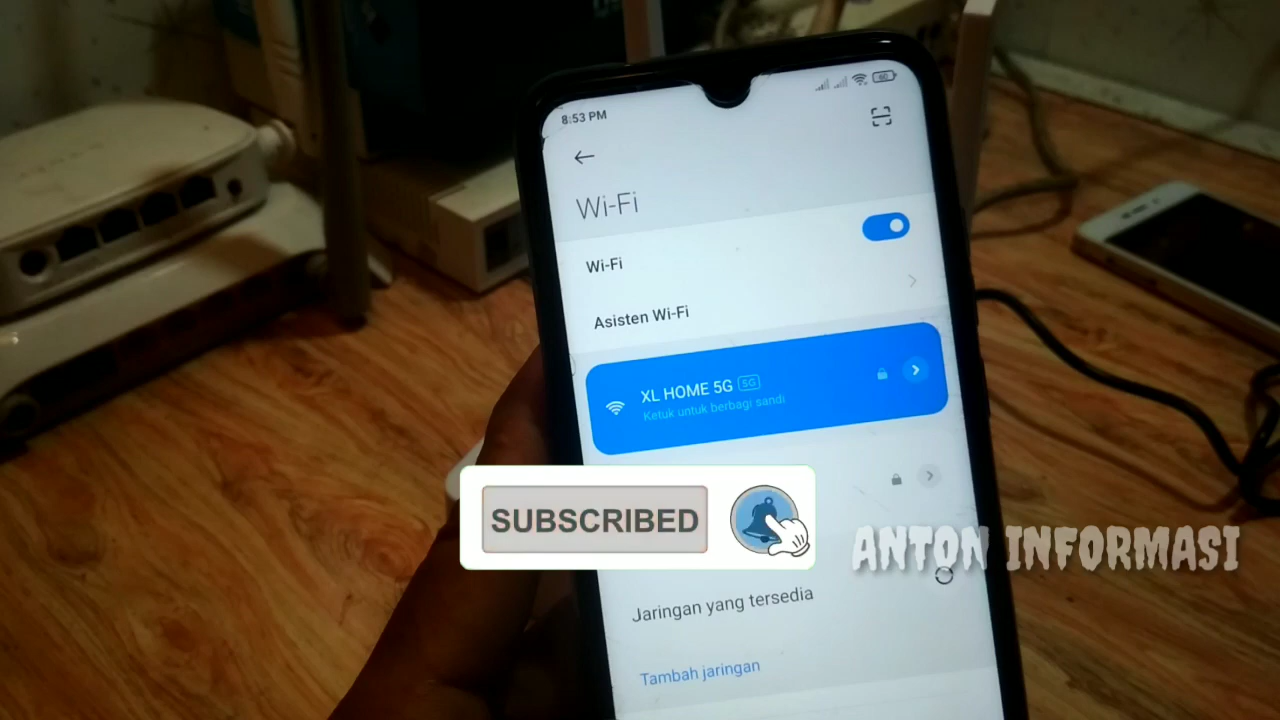 8:53 PM
60
Wi-Fi
Wi-Fi
Asisten Wi-Fi
XL HOME 5G 5G
Ketuk untuk berbagi sandi
SUBSCRIBED
ANTON INFORMASI
Jaringan yang tersedia
Tambah jaringan